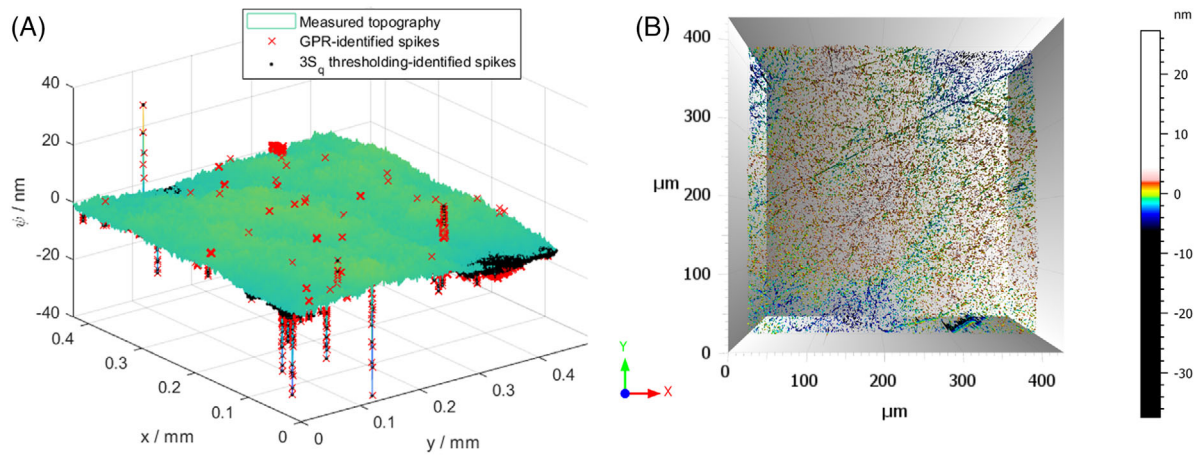 (A)
Measured topography
GPR-identified spikes
3Sq thresholding-identified spikes
40
20
0
-20
-40
ψ / nm
0.4
0.3
0.2
0.1
0
x / mm
0
0.1
0.2
0.3
0.4
y / mm
(B)
400
300
µm
200
100
0
0
100
200
300
400
µm
Y
X
nm
20
10
0
-10
-20
-30